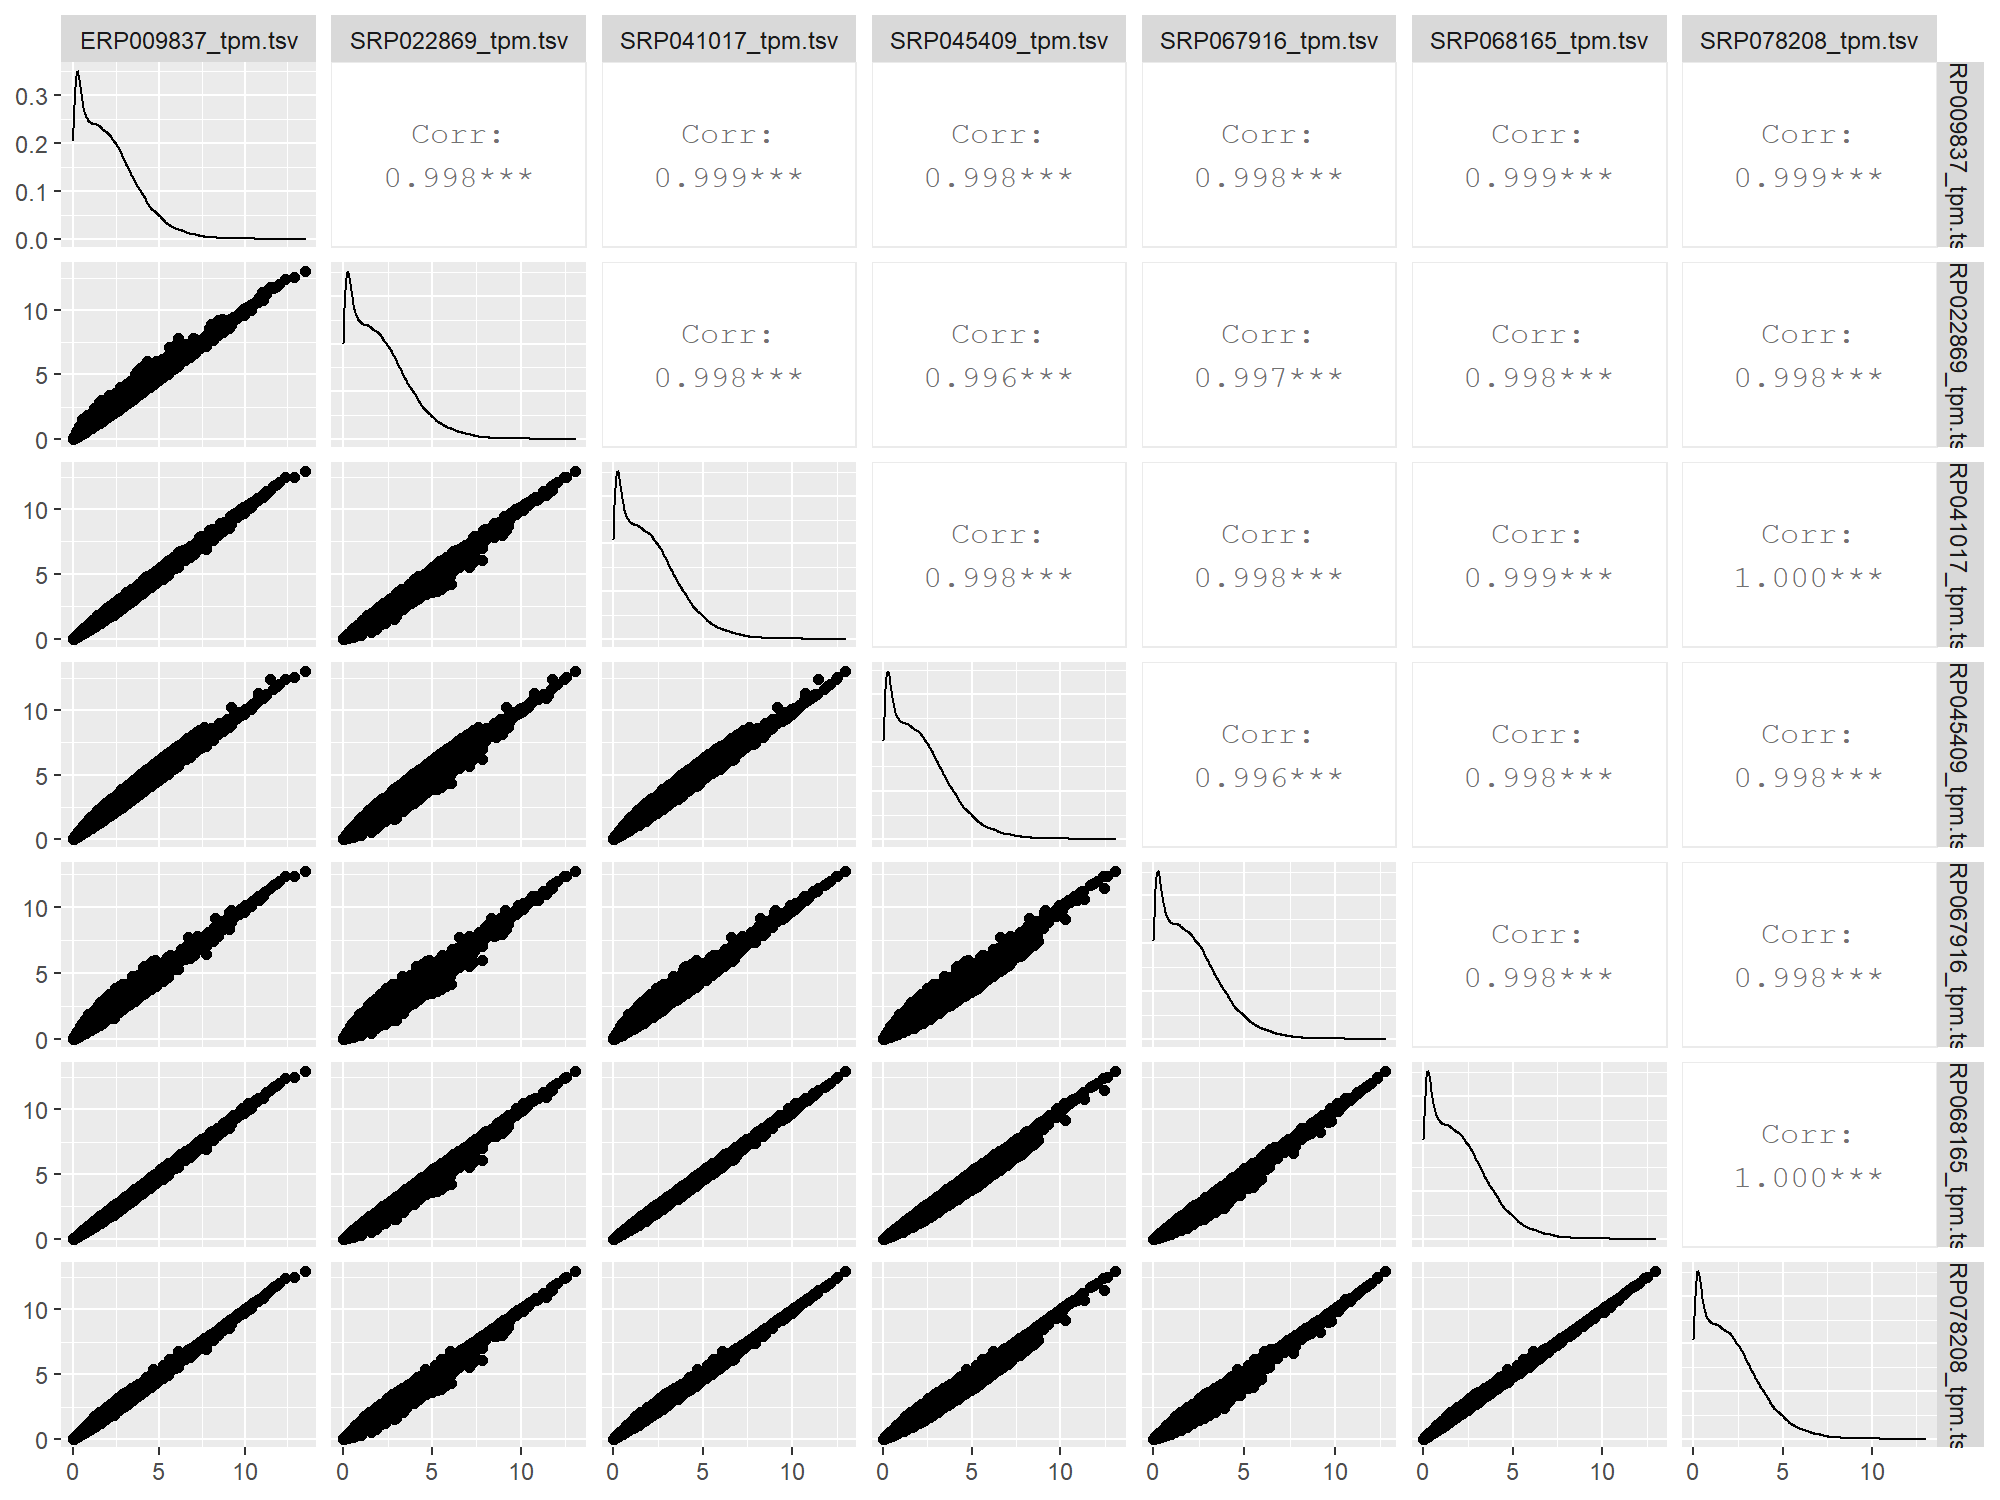 ERP009837_tpm.tsv SRP022869_tpm.tsv SRP041017_tpm.tsv SRP045409_tpm.tsv SRP067916_tpm.tsv SRP068165_tpm.tsv SRP078208_tpm.tsv
0.3
0.2
0.1
0.0
Corr: Corr: Corr: Corr: Corr: Corr:
0.998*** 0.999*** 0.998*** 0.998*** 0.999*** 0.999***
RP009837_tpm.ts
10
5
0
Corr: Corr: Corr: Corr: Corr:
0.998*** 0.996*** 0.997*** 0.998*** 0.998***
RP022869_tpm.ts
10
5
0
Corr: Corr: Corr: Corr:
0.998*** 0.998*** 0.999*** 1.000***
RP041017_tpm.ts
10
5
0
Corr: Corr: Corr:
0.996*** 0.998*** 0.998***
RP045409_tpm.ts
10
5
0
Corr: Corr:
0.998*** 0.998***
RP067916_tpm.ts
10
5
0
Corr:
1.000***
RP068165_tpm.ts
10
5
0
RP078208_tpm.ts
0 5 10 0 5 10 0 5 10 0 5 10 0 5 10 0 5 10 0 5 10